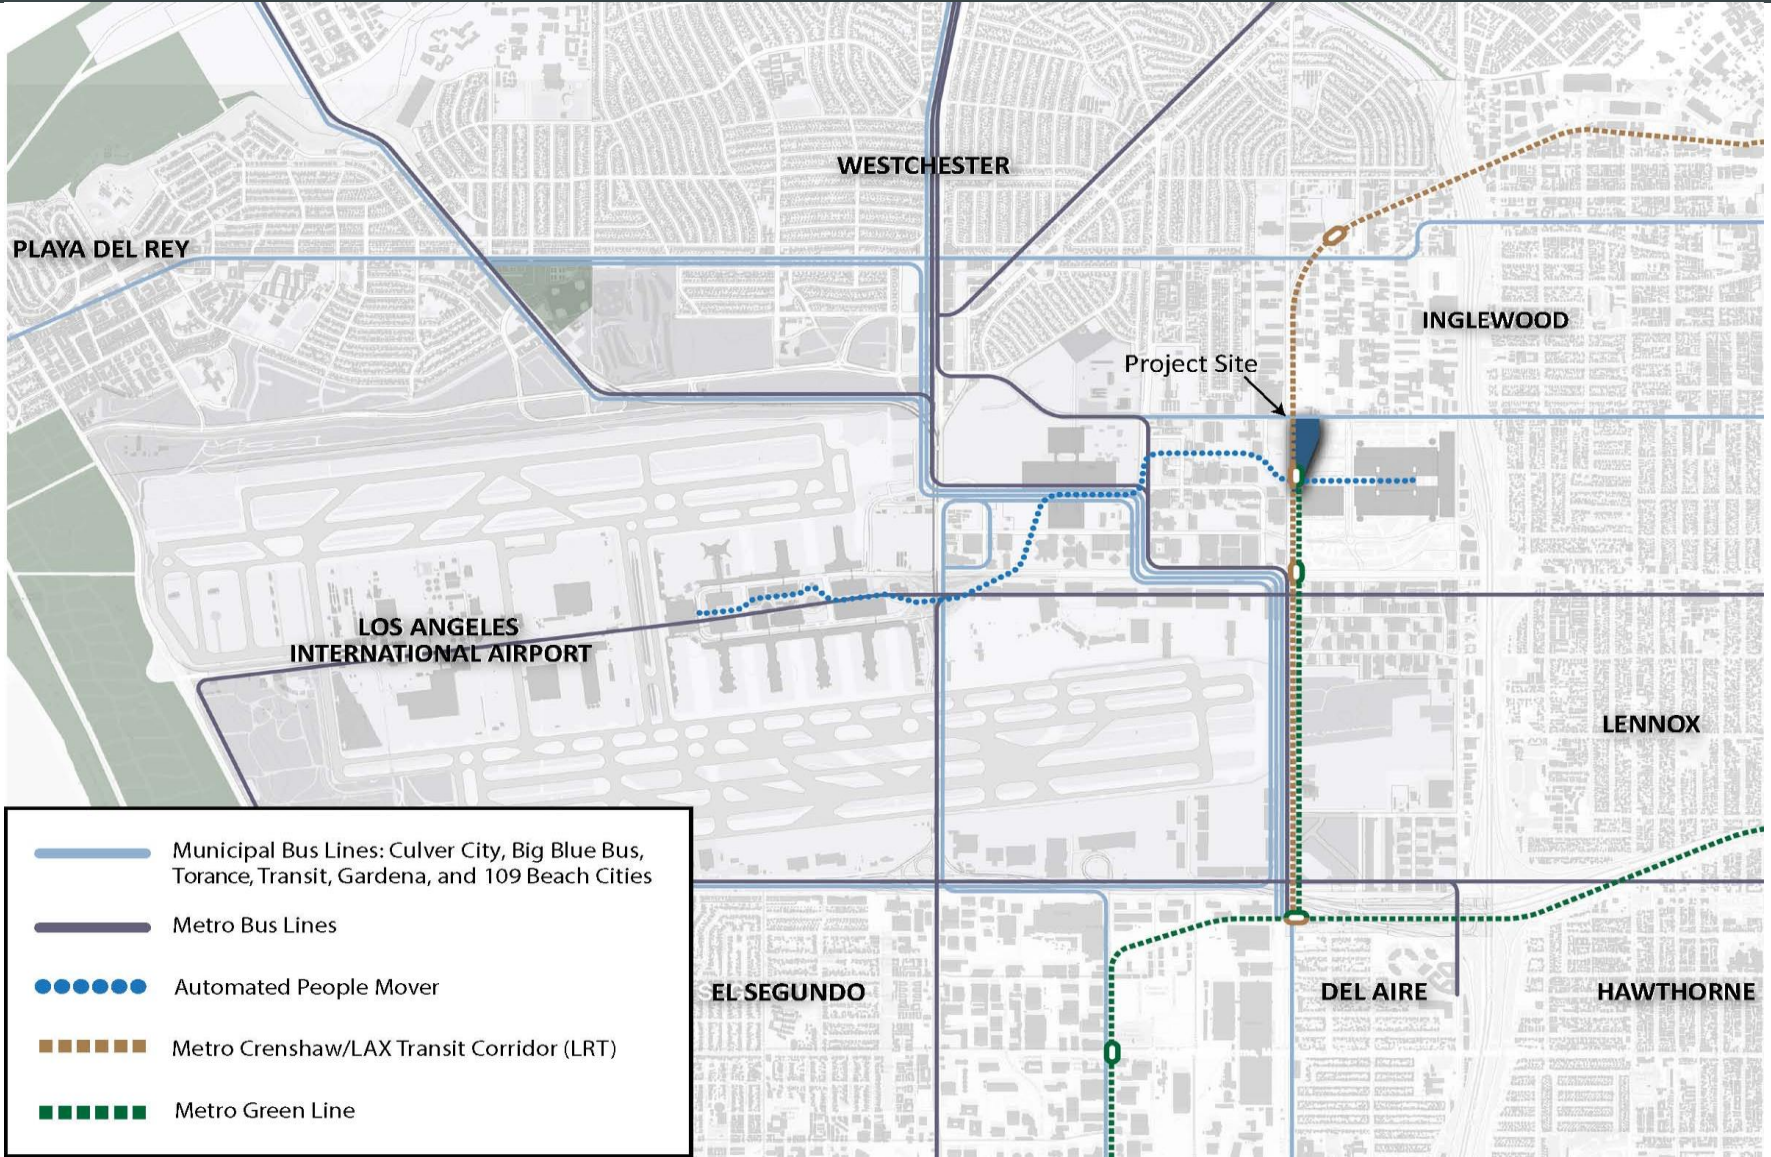 WESTCHESTER
PLAYA DEL REY
INGLEWOOD
Project Site
LOS ANGELES
INTERNATIONAL AIRPORT
LENNOX
Municipal Bus Lines: Culver City, Big Blue Bus,
Torance, Transit, Gardena, and 109 Beach Cities
Metro Bus Lines
Automated People Mover
Metro Crenshaw/LAX Transit Corridor (LRT)
Metro Green Line
EL SEGUNDO
DEL AIRE
HAWTHORNE